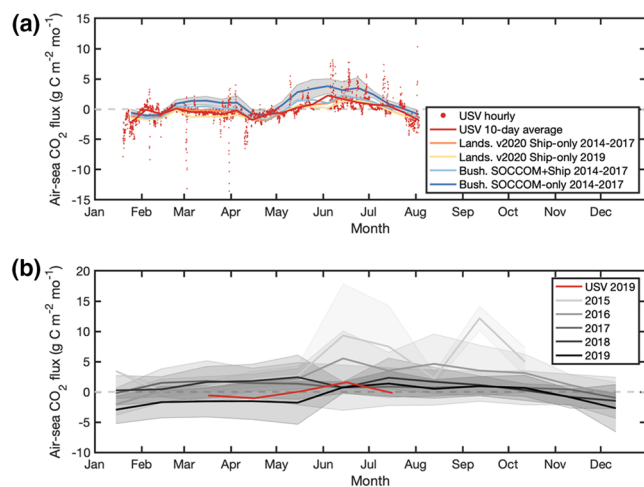 (a)
Air-sea CO2 flux (g C m-2 mo-1)
15
10
5
0
-5
-10
-15
Jan Feb Mar Apr May Jun Jul Aug Sep Oct Nov Dec
Month
USV hourly
USV 10-day average
Lands. v2020 Ship-only 2014-2017
Lands. v2020 Ship-only 2019
Bush. SOCCOM+Ship 2014-2017
Bush. SOCCOM-only 2014-2017
(b)
Air-sea CO2 flux (g C m-2 mo-1)
20
15
10
5
0
-5
-10
Jan Feb Mar Apr May Jun Jul Aug Sep Oct Nov Dec
Month
USV 2019
2015
2016
2017
2018
2019